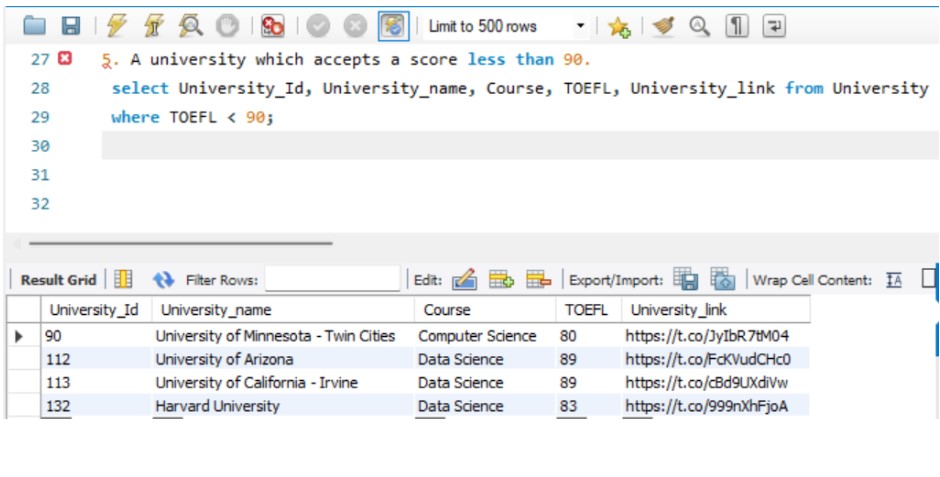 Limit to 500 rows
27 5. A university which accepts a score less than 90.
28 select University_Id, University_name, Course, TOEFL, University_link from University
29 where TOEFL < 90;
30
31
32
Result Grid Filter Rows: Edit: Export/Import: Wrap Cell Content:
University_Id University_name Course TOEFL University_link
90 University of Minnesota - Twin Cities Computer Science 80 https://t.co/JyIbR7tM04
112 University of Arizona Data Science 89 https://t.co/FcKVudCHc0
113 University of California - Irvine Data Science 89 https://t.co/cBd9UXdiVw
132 Harvard University Data Science 83 https://t.co/999nXhFjoA